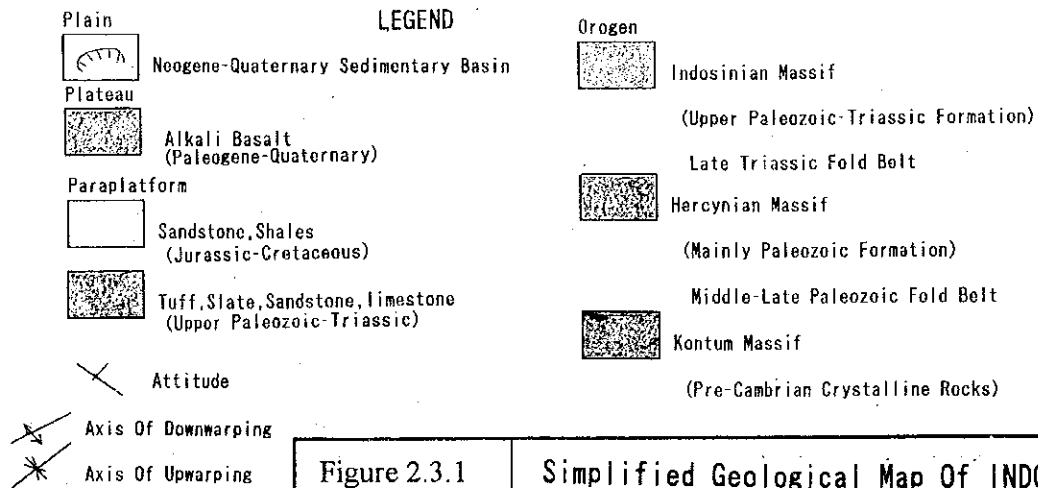 LEGEND
Plain
Neogene-Quaternary Sedimentary Basin
Plateau
Alkali Basalt
(Paleogene-Quaternary)
Paraplatform
Sandstone,Shales
(Jurassic-Cretaceous)
Tuff,Slate,Sandstone,limestone
(Upper Paleozoic-Triassic)
Attitude
Axis Of Downwarping
Axis Of Upwarping
Orogen
Indosinian Massif
(Upper Paleozoic-Triassic Formation)
Late Triassic Fold Belt
Hercynian Massif
(Mainly Paleozoic Formation)
Middle-Late Paleozoic Fold Belt
Kontum Massif
(Pre-Cambrian Crystalline Rocks)
Figure 2.3.1
Simplified Geological Map Of INDO